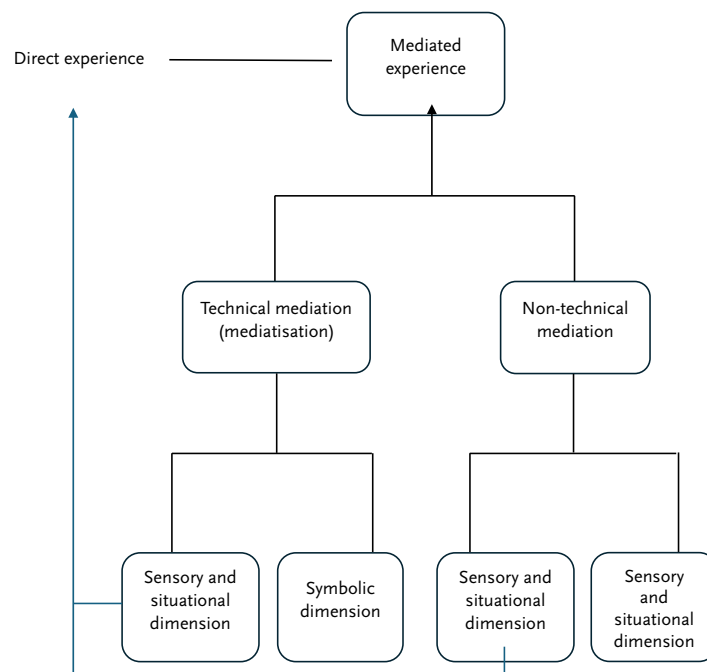 Direct experience
Mediated
experience
Technical mediation
(mediatisation)
Non-technical
mediation
Sensory and
situational
dimension
Symbolic
dimension
Sensory and
situational
dimension
Sensory
and
situational
dimension